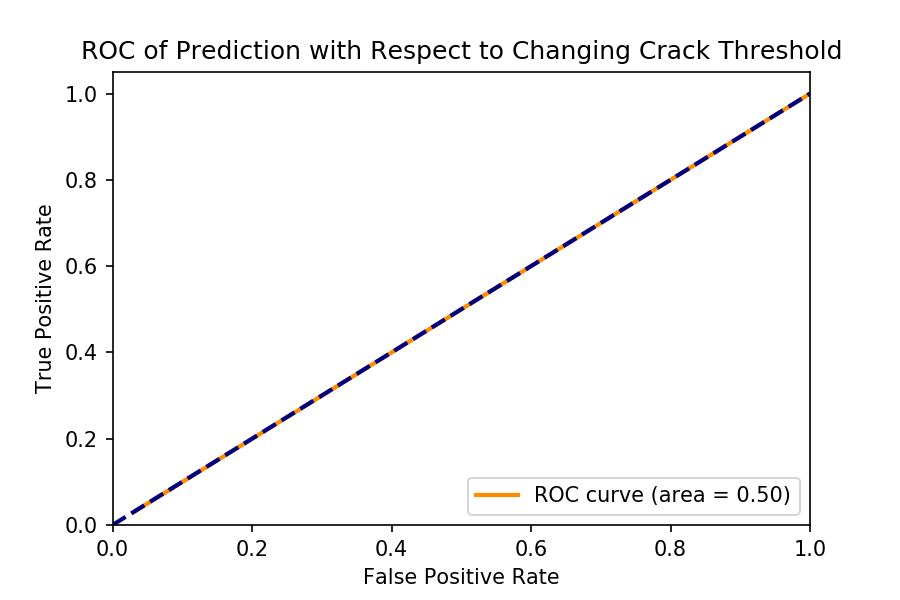 ROC of Prediction with Respect to Changing Crack Threshold
True Positive Rate
1.0
0.8
0.6
0.4
0.2
0.0
ROC curve (area = 0.50)
0.0 0.2 0.4 0.6 0.8 1.0
False Positive Rate